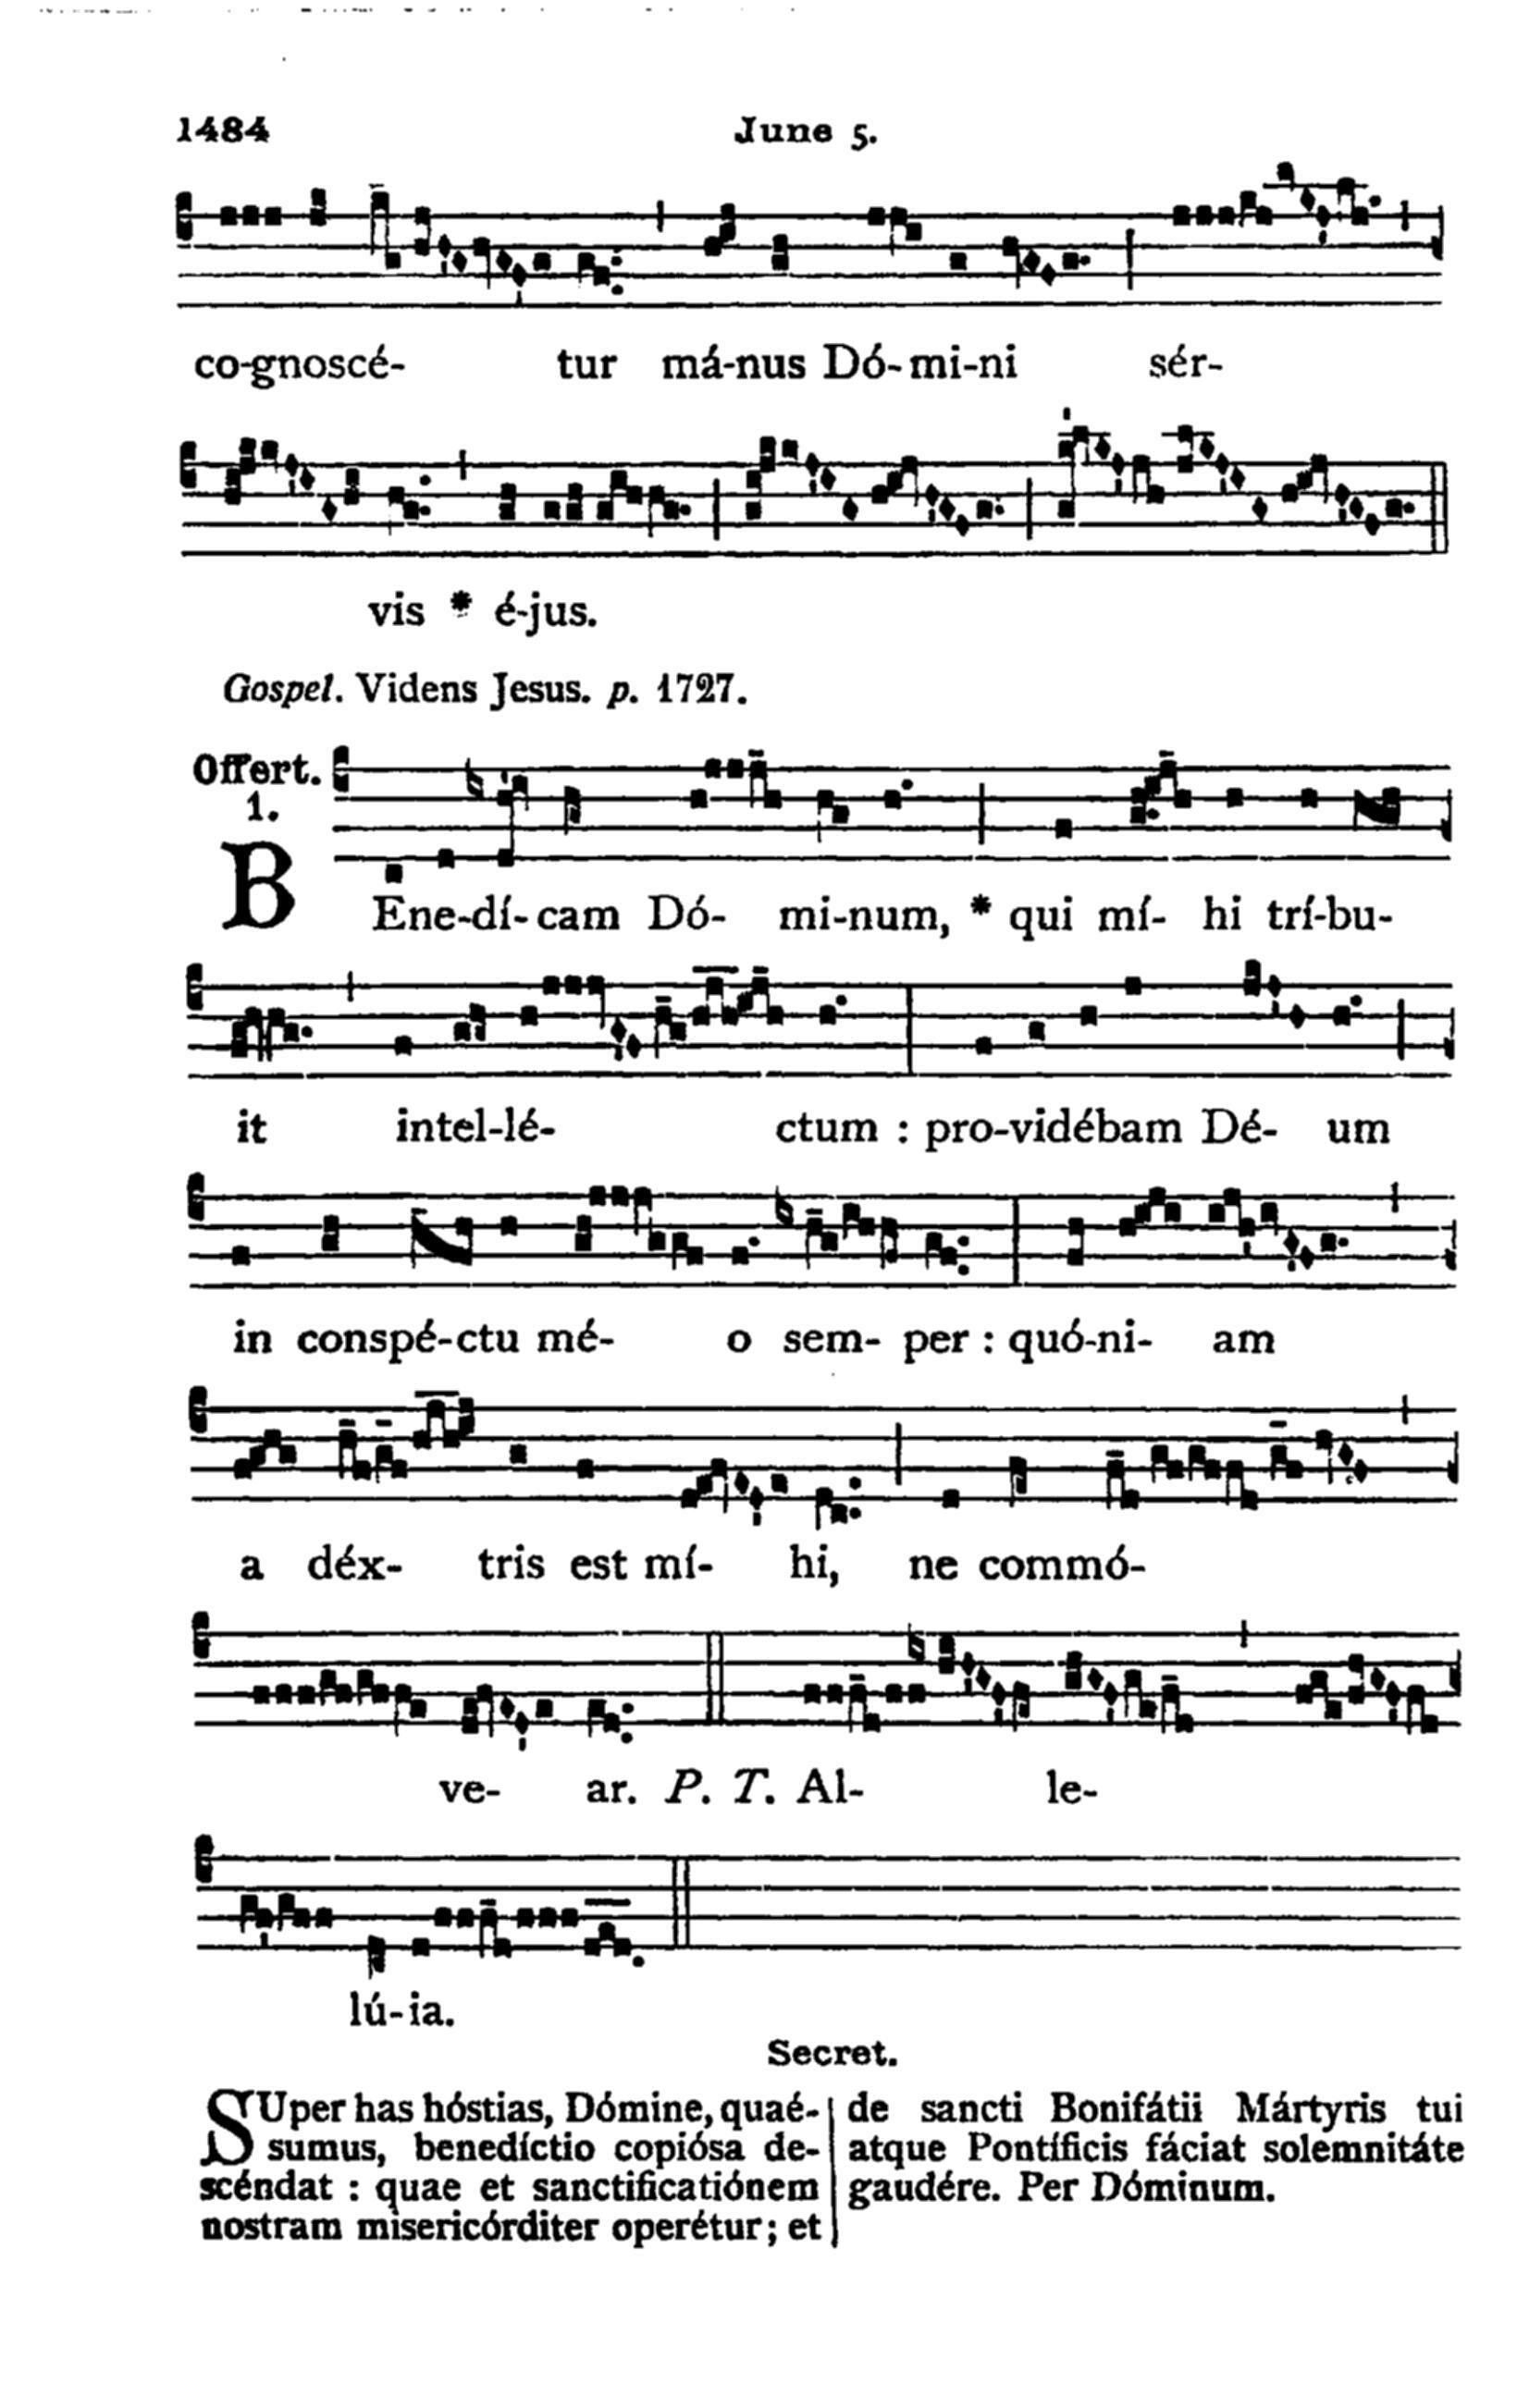 1484 June 5.
co-gnoscé- tur má-nus Dó-mi-ni sér-
vis * é-jus.
Gospel. Videns Jesus. p. 1727.
Offert.
1.
BEne-dí-cam Dó- mi-num, * qui mí- hi trí-bu-
it intel-lé- ctum : pro-vidébam Dé- um
in conspé-ctu mé- o sem- per : quó-ni- am
a déx- tris est mí- hi, ne commó-
ve- ar. P. T. Al- le-
lú-ia.
Secret.
SUper has hóstias, Dómine, quaé-
sumus, benedíctio copiósa de-
scéndat : quae et sanctificatiónem
nostram misericórditer operétur; et
de sancti Bonifátii Mártyris tui
atque Pontíficis fáciat solemnitáte
gaudére. Per Dóminum.